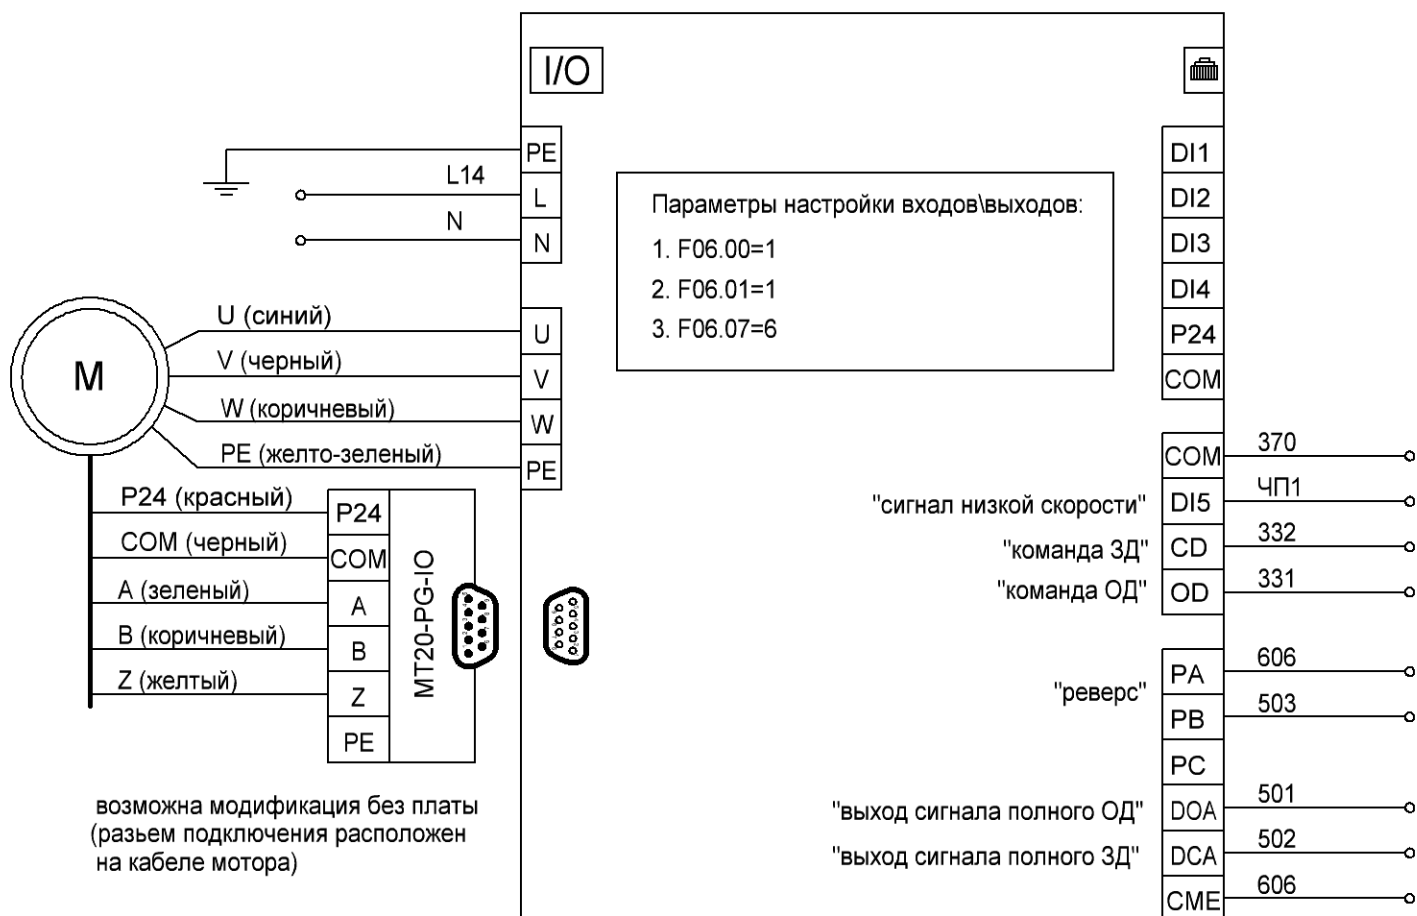 I/O
PE
L14
L
N
N
Параметры настройки входов\выходов:
1. F06.00=1
2. F06.01=1
3. F06.07=6
M
U (синий)
U
V (черный)
V
W (коричневый)
W
PE (желто-зеленый)
PE
P24 (красный)
P24
COM (черный)
COM
A (зеленый)
A
B (коричневый)
B
Z (желтый)
Z
PE
MT20-PG-IO
возможна модификация без платы
(разьем подключения расположен
на кабеле мотора)
DI1
DI2
DI3
DI4
P24
COM
COM
370
"сигнал низкой скорости"
DI5
ЧП1
"команда ЗД"
CD
332
"команда ОД"
OD
331
"реверс"
PA
606
PB
503
PC
"выход сигнала полного ОД"
DOA
501
"выход сигнала полного ЗД"
DCA
502
CME
606